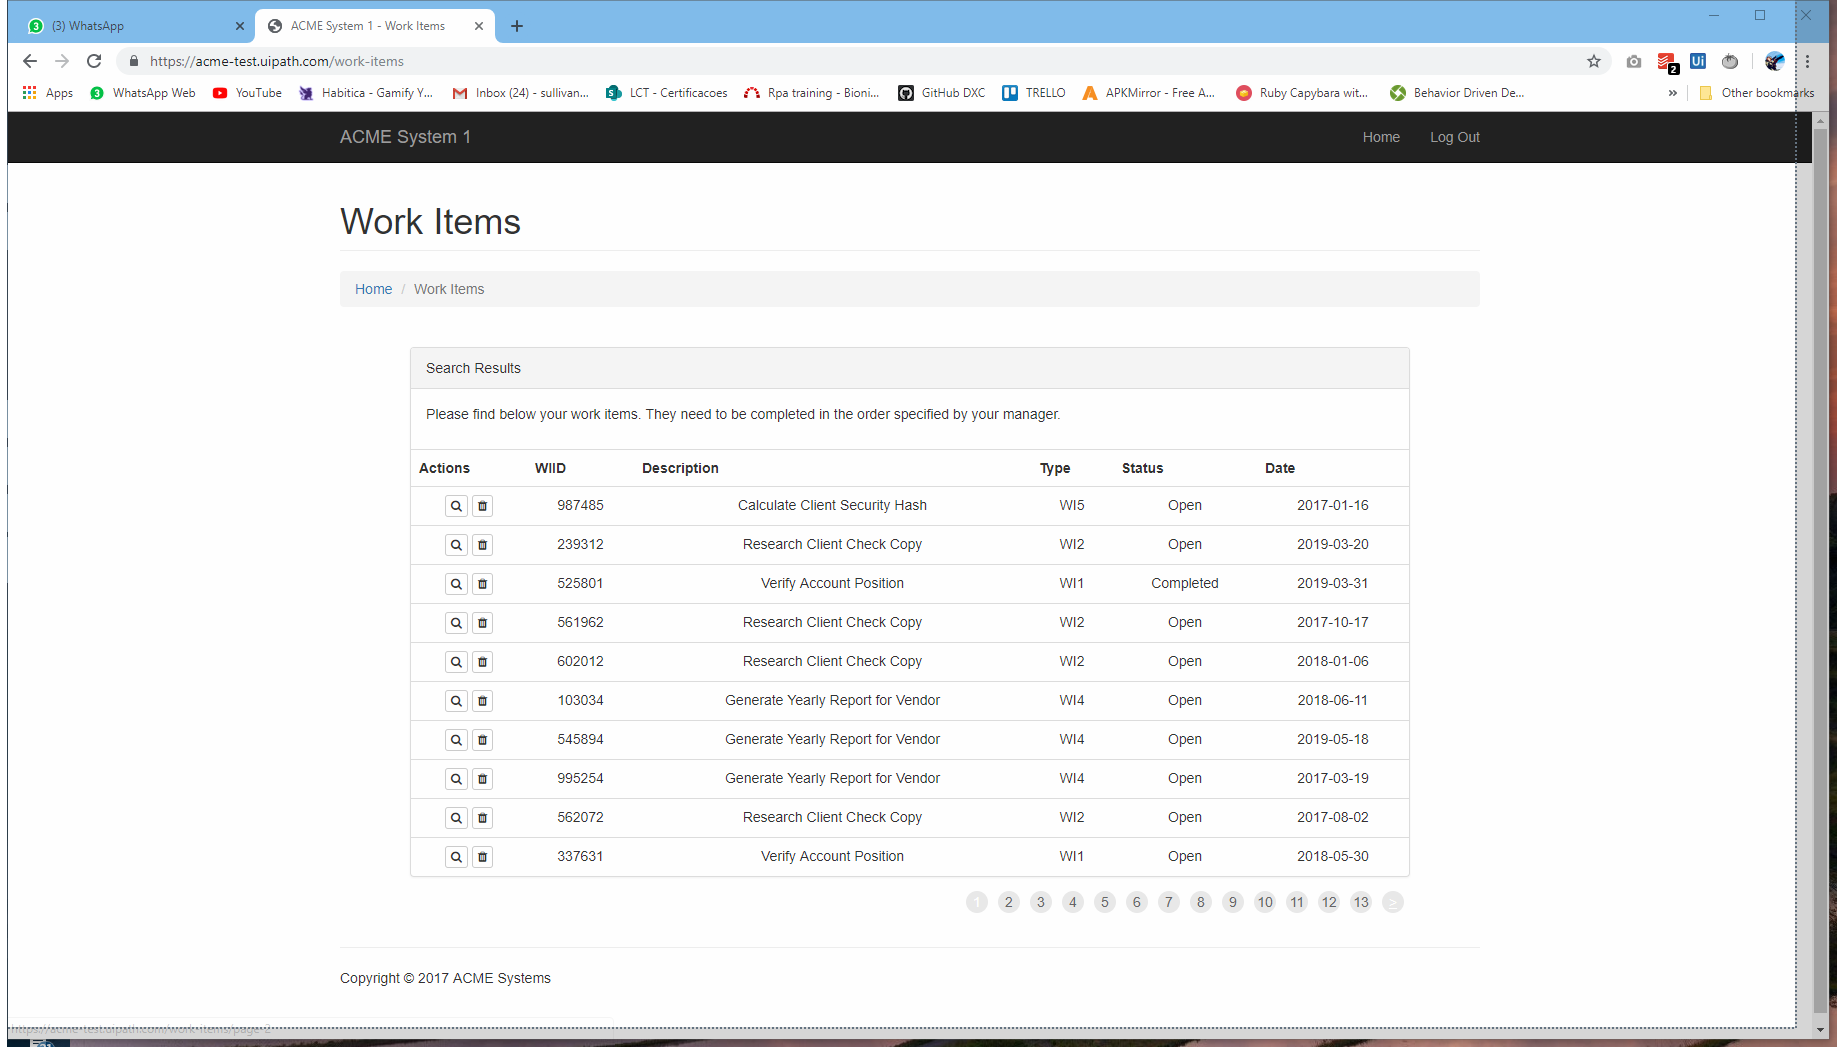 (3) WhatsApp
ACME System 1 - Work Items
https://acme-test.uipath.com/work-items
Apps
WhatsApp Web
YouTube
Habitica - Gamify Y...
Inbox (24) - sullivan...
LCT - Certificacoes
Rpa training - Bioni...
GitHub DXC
TRELLO
APKMirror - Free A...
Ruby Capybara wit...
Behavior Driven De...
»
Other bookmarks
ACME System 1
Home
Log Out
Work Items
Home / Work Items
Search Results
Please find below your work items. They need to be completed in the order specified by your manager.
Actions WIID Description Type Status Date
987485 Calculate Client Security Hash WI5 Open 2017-01-16
239312 Research Client Check Copy WI2 Open 2019-03-20
525801 Verify Account Position WI1 Completed 2019-03-31
561962 Research Client Check Copy WI2 Open 2017-10-17
602012 Research Client Check Copy WI2 Open 2018-01-06
103034 Generate Yearly Report for Vendor WI4 Open 2018-06-11
545894 Generate Yearly Report for Vendor WI4 Open 2019-05-18
995254 Generate Yearly Report for Vendor WI4 Open 2017-03-19
562072 Research Client Check Copy WI2 Open 2017-08-02
337631 Verify Account Position WI1 Open 2018-05-30
1 2 3 4 5 6 7 8 9 10 11 12 13 >
Copyright © 2017 ACME Systems
https://acme-test.uipath.com/work-items/page-2